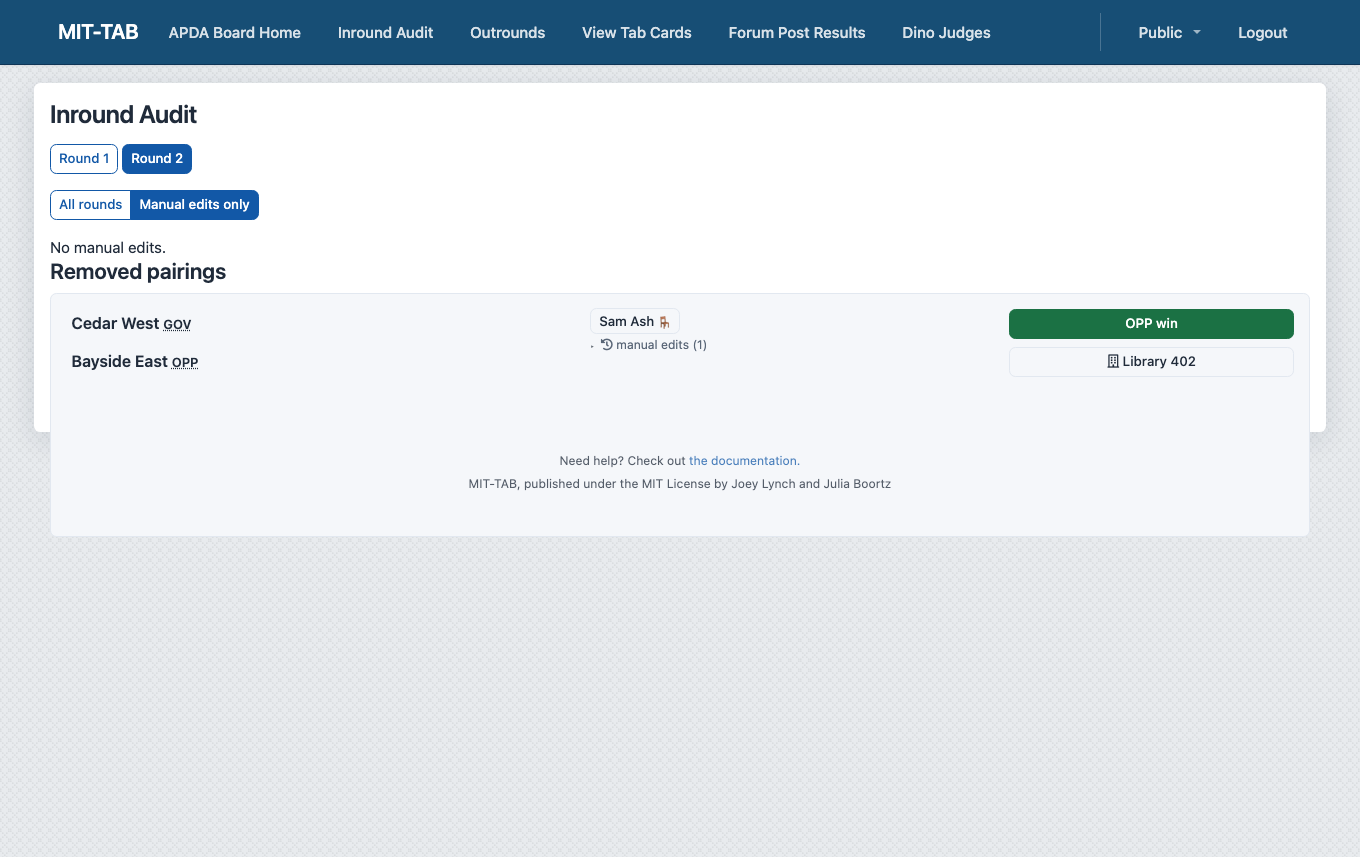 MIT-TAB APDA Board Home Inround Audit Outrounds View Tab Cards Forum Post Results Dino Judges Public Logout
Inround Audit
Round 1 Round 2
All rounds Manual edits only
No manual edits.
Removed pairings
Cedar West GOV Sam Ash OPP win
manual edits (1)
Bayside East OPP Library 402
Need help? Check out the documentation.
MIT-TAB, published under the MIT License by Joey Lynch and Julia Boortz